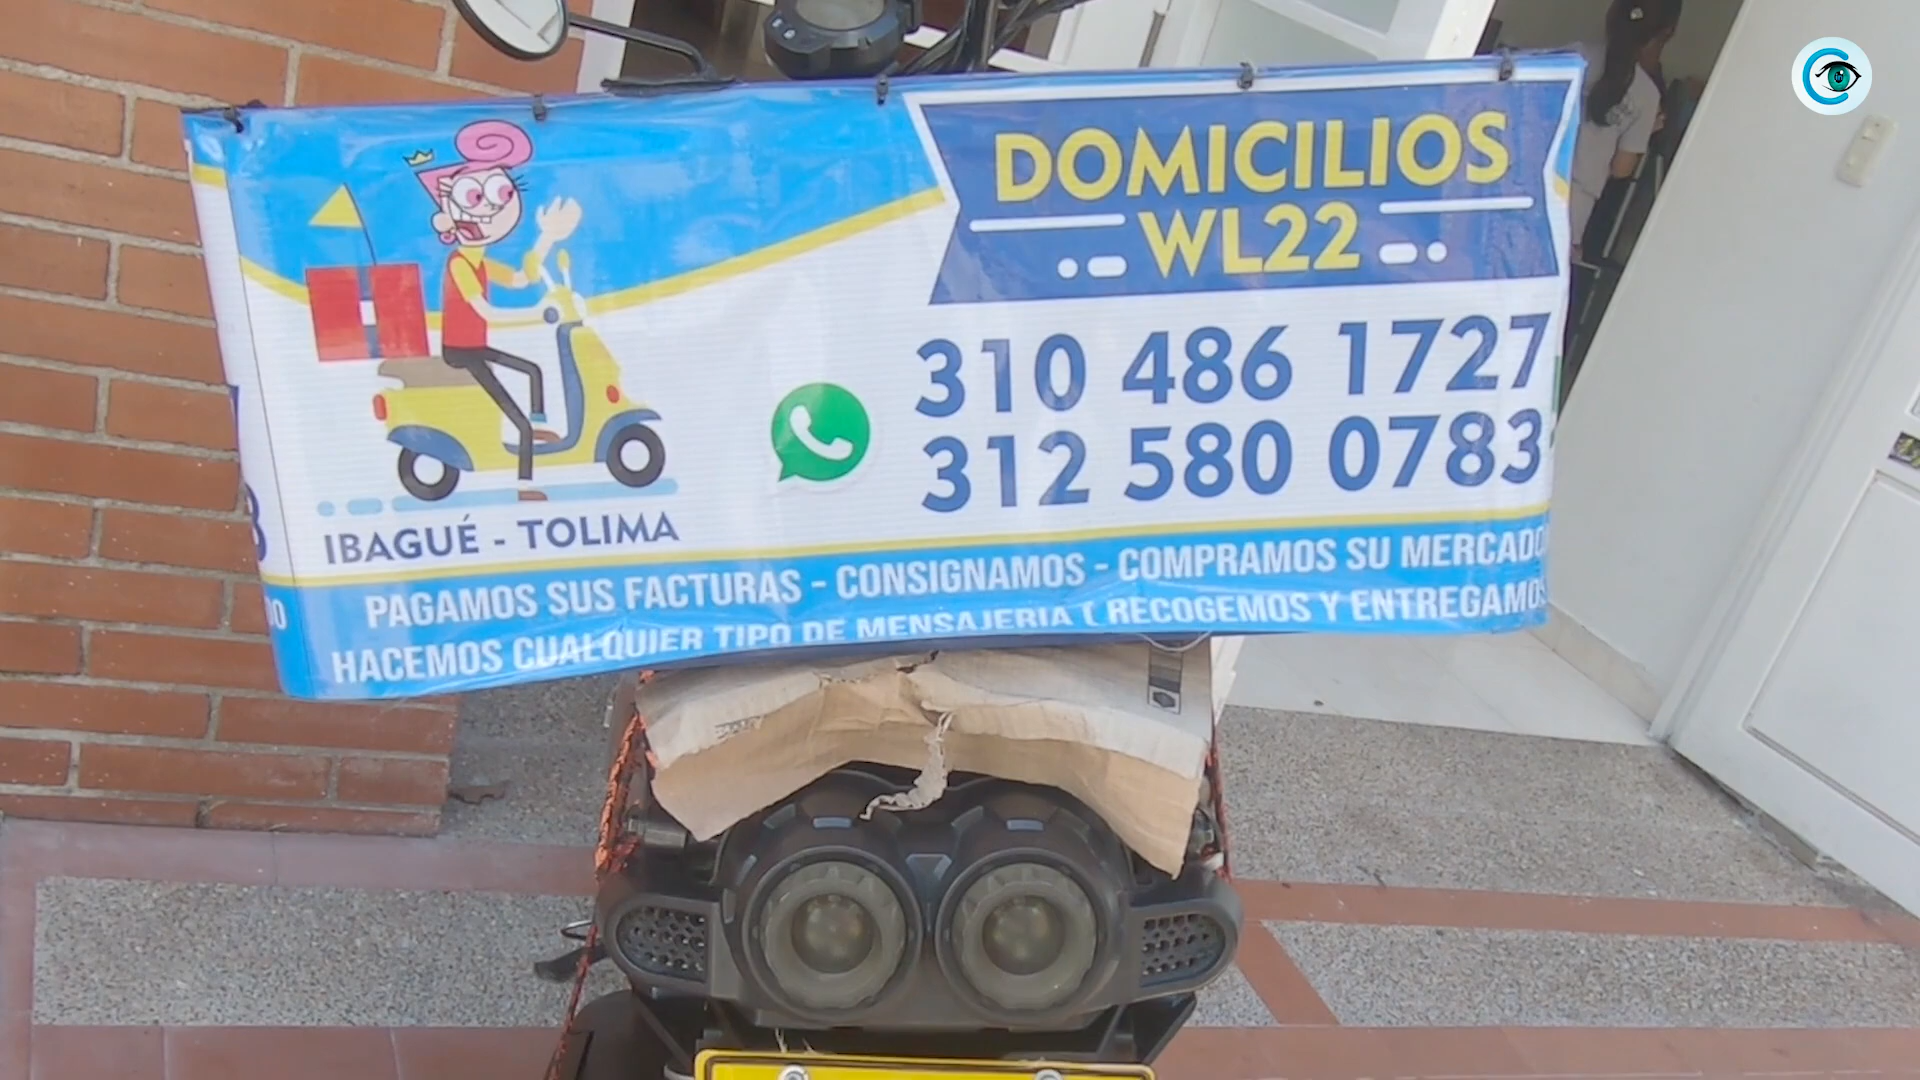 DOMICILIOS
WL22
310 486 1727
312 580 0783
IBAGUÉ - TOLIMA
PAGAMOS SUS FACTURAS - CONSIGNAMOS - COMPRAMOS SU MERCADO
HACEMOS CUALQUIER TIPO DE MENSAJERIA ( RECOGEMOS Y ENTREGAMOS